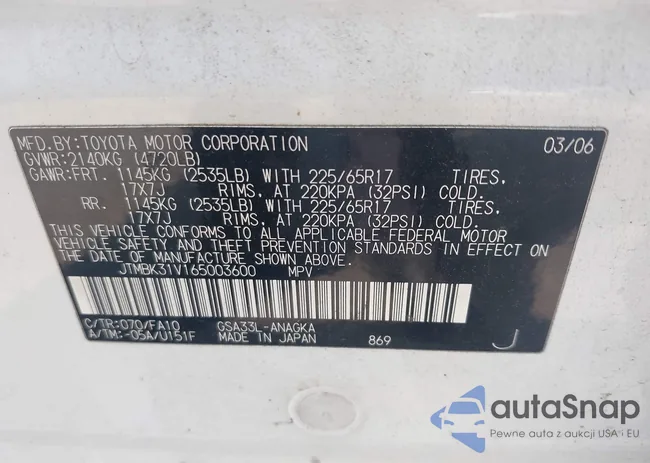 MFD.BY:TOYOTA MOTOR CORPORATION 03/06
GVWR:2140KG (4720LB)
GAWR:FRT. 1145KG (2535LB) WITH 225/65R17 TIRES,
17X7J RIMS, AT 220KPA (32PSI) COLD.
RR. 1145KG (2535LB) WITH 225/65R17 TIRES,
17X7J RIMS, AT 220KPA (32PSI) COLD.
THIS VEHICLE CONFORMS TO ALL APPLICABLE FEDERAL MOTOR
VEHICLE SAFETY AND THEFT PREVENTION STANDARDS IN EFFECT ON
THE DATE OF MANUFACTURE SHOWN ABOVE.
JTMBK31V165003600 MPV
C/TR:070/FA10 GSA33L-ANAGKA
A/TM:-05A/U151F MADE IN JAPAN 869 J
autoSnap
Pewne auta z aukcji USA i EU